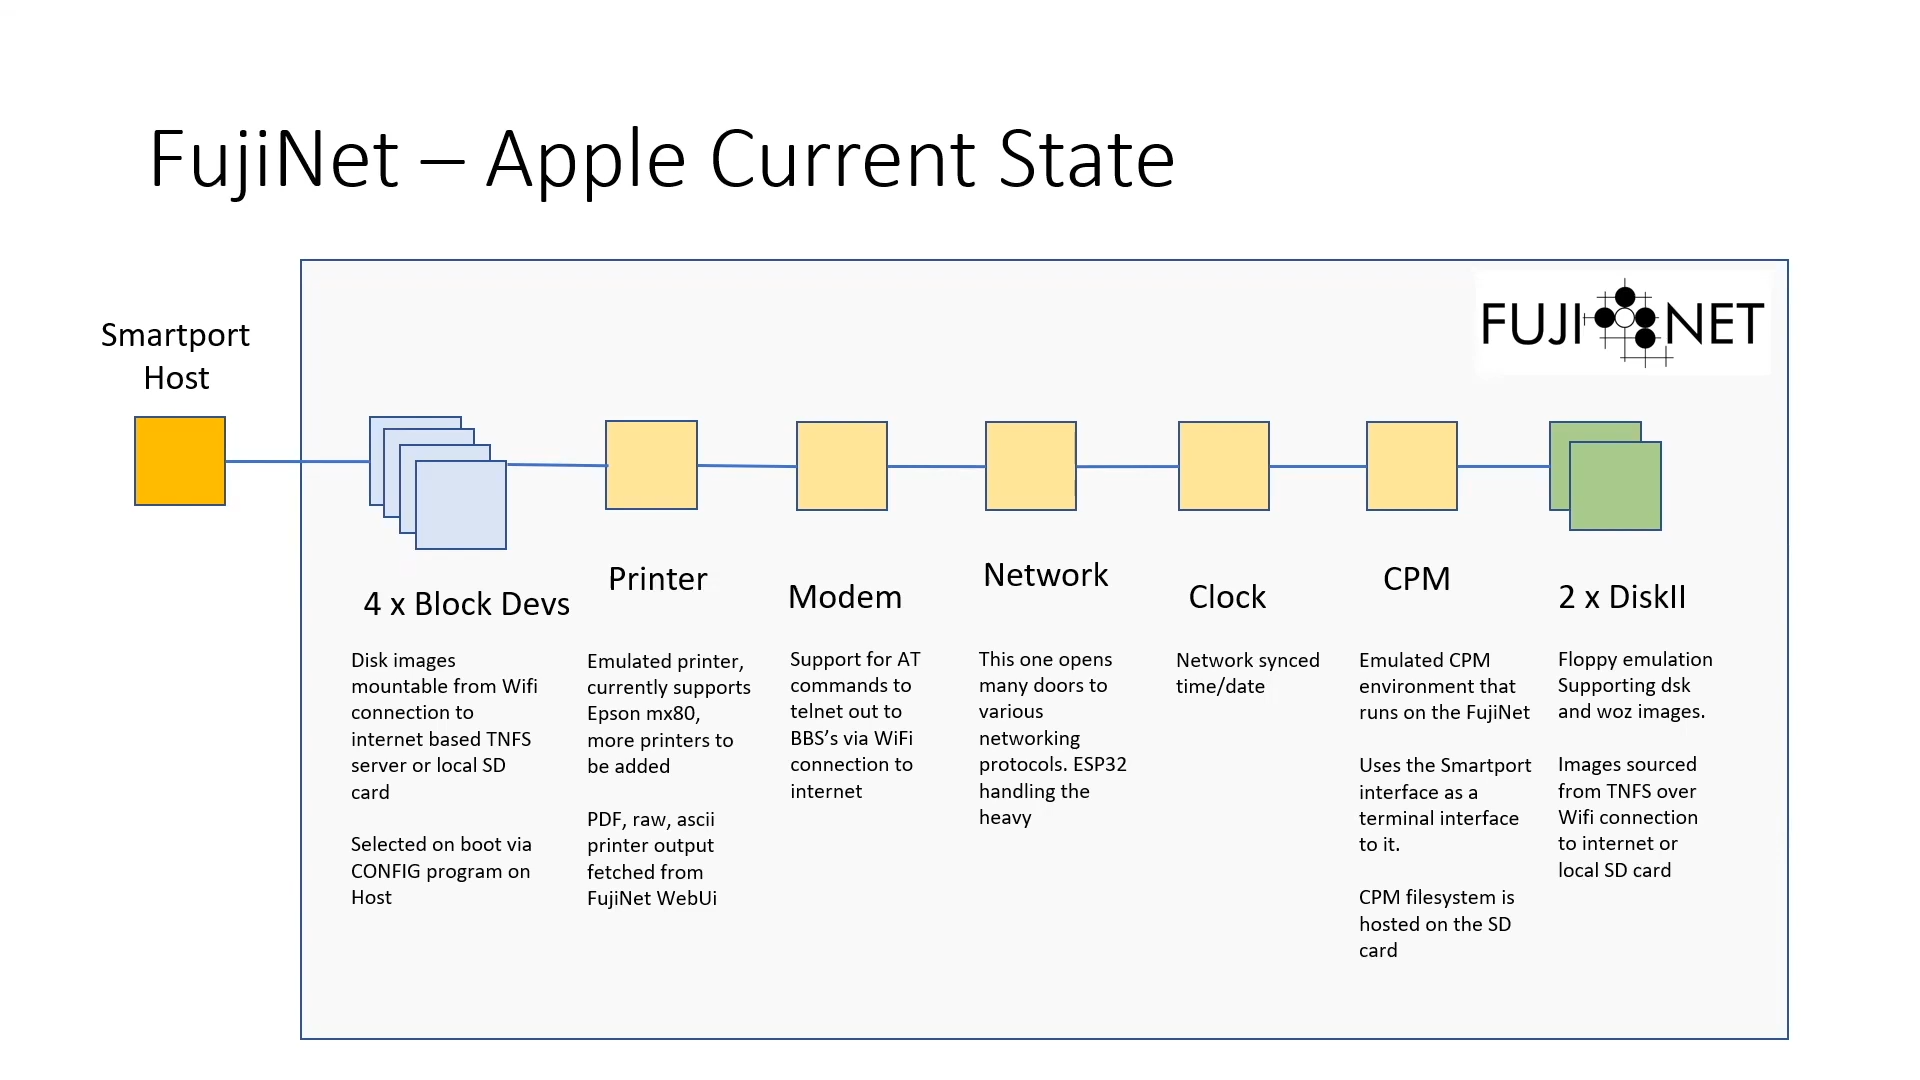 FujiNet – Apple Current State
FUJI NET
Smartport
Host
4 x Block Devs
Disk images
mountable from Wifi
connection to
internet based TNFS
server or local SD
card
Selected on boot via
CONFIG program on
Host
Printer
Emulated printer,
currently supports
Epson mx80,
more printers to
be added
PDF, raw, ascii
printer output
fetched from
FujiNet WebUi
Modem
Support for AT
commands to
telnet out to
BBS’s via WiFi
connection to
internet
Network
This one opens
many doors to
various
networking
protocols. ESP32
handling the
heavy
Clock
Network synced
time/date
CPM
Emulated CPM
environment that
runs on the FujiNet
Uses the Smartport
interface as a
terminal interface
to it.
CPM filesystem is
hosted on the SD
card
2 x DiskII
Floppy emulation
Supporting dsk
and woz images.
Images sourced
from TNFS over
Wifi connection
to internet or
local SD card